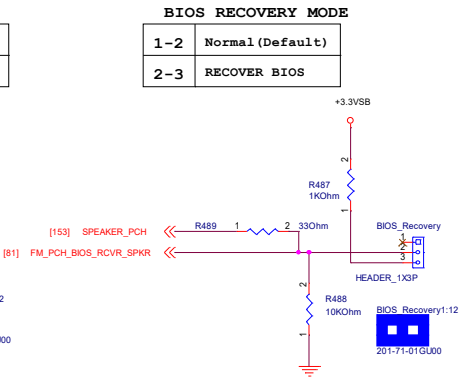 BIOS RECOVERY MODE
1-2 Normal(Default)
2-3 RECOVER BIOS
+3.3VSB
2
R487
1KOhm
1
[153] SPEAKER_PCH R489 1 2 33Ohm
BIOS_Recovery
1
2
3
[81] FM_PCH_BIOS_RCVR_SPKR
HEADER_1X3P
2
R488
10KOhm
1
BIOS_Recovery1:12
201-71-01GU00
2
U00